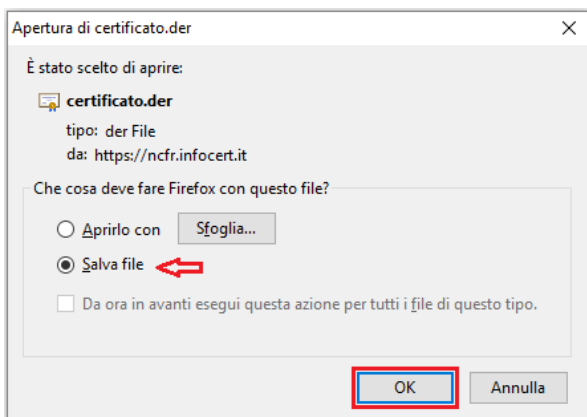 Apertura di certificato.der
È stato scelto di aprire:
certificato.der
tipo: der File
da: https://ncfr.infocert.it
Che cosa deve fare Firefox con questo file?
Aprirlo con
Sfoglia...
Salva file
Da ora in avanti esegui questa azione per tutti i file di questo tipo.
OK
Annulla